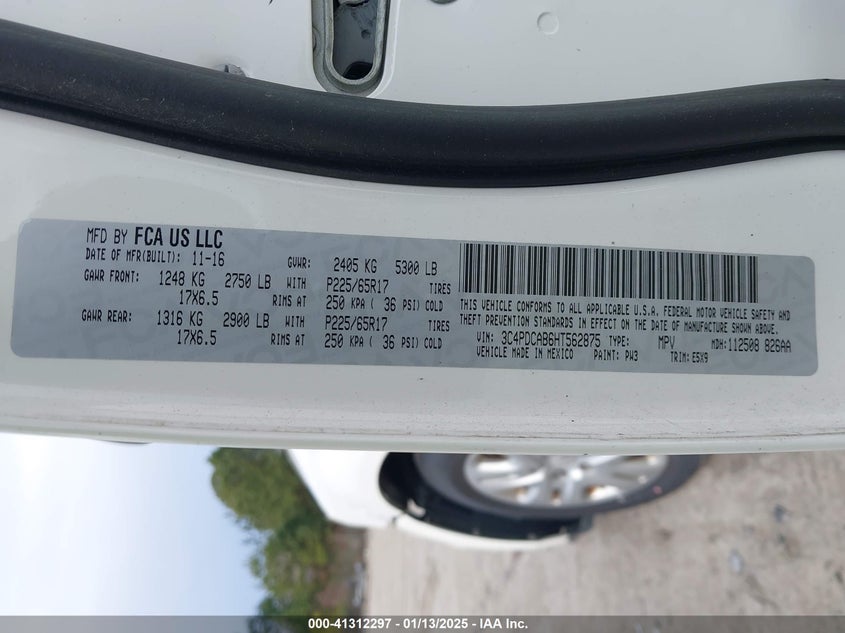 MFD BY FCA US LLC
DATE OF MFR(BUILT): 11-16 GVWR: 2405 KG 5300 LB
GAWR FRONT: 1248 KG 2750 LB WITH P225/65R17 TIRES
17X6.5 RIMS AT 250 KPA ( 36 PSI) COLD
GAWR REAR: 1316 KG 2900 LB WITH P225/65R17 TIRES
17X6.5 RIMS AT 250 KPA ( 36 PSI) COLD
THIS VEHICLE CONFORMS TO ALL APPLICABLE U.S.A. FEDERAL MOTOR VEHICLE SAFETY AND
THEFT PREVENTION STANDARDS IN EFFECT ON THE DATE OF MANUFACTURE SHOWN ABOVE.
VIN: 3C4PDCAB6HT562875 TYPE: MPV MDH: 112508 826AA
VEHICLE MADE IN MEXICO PAINT: PW3 TRIM: E5X9
000-41312297 - 01/13/2025 - IAA Inc.